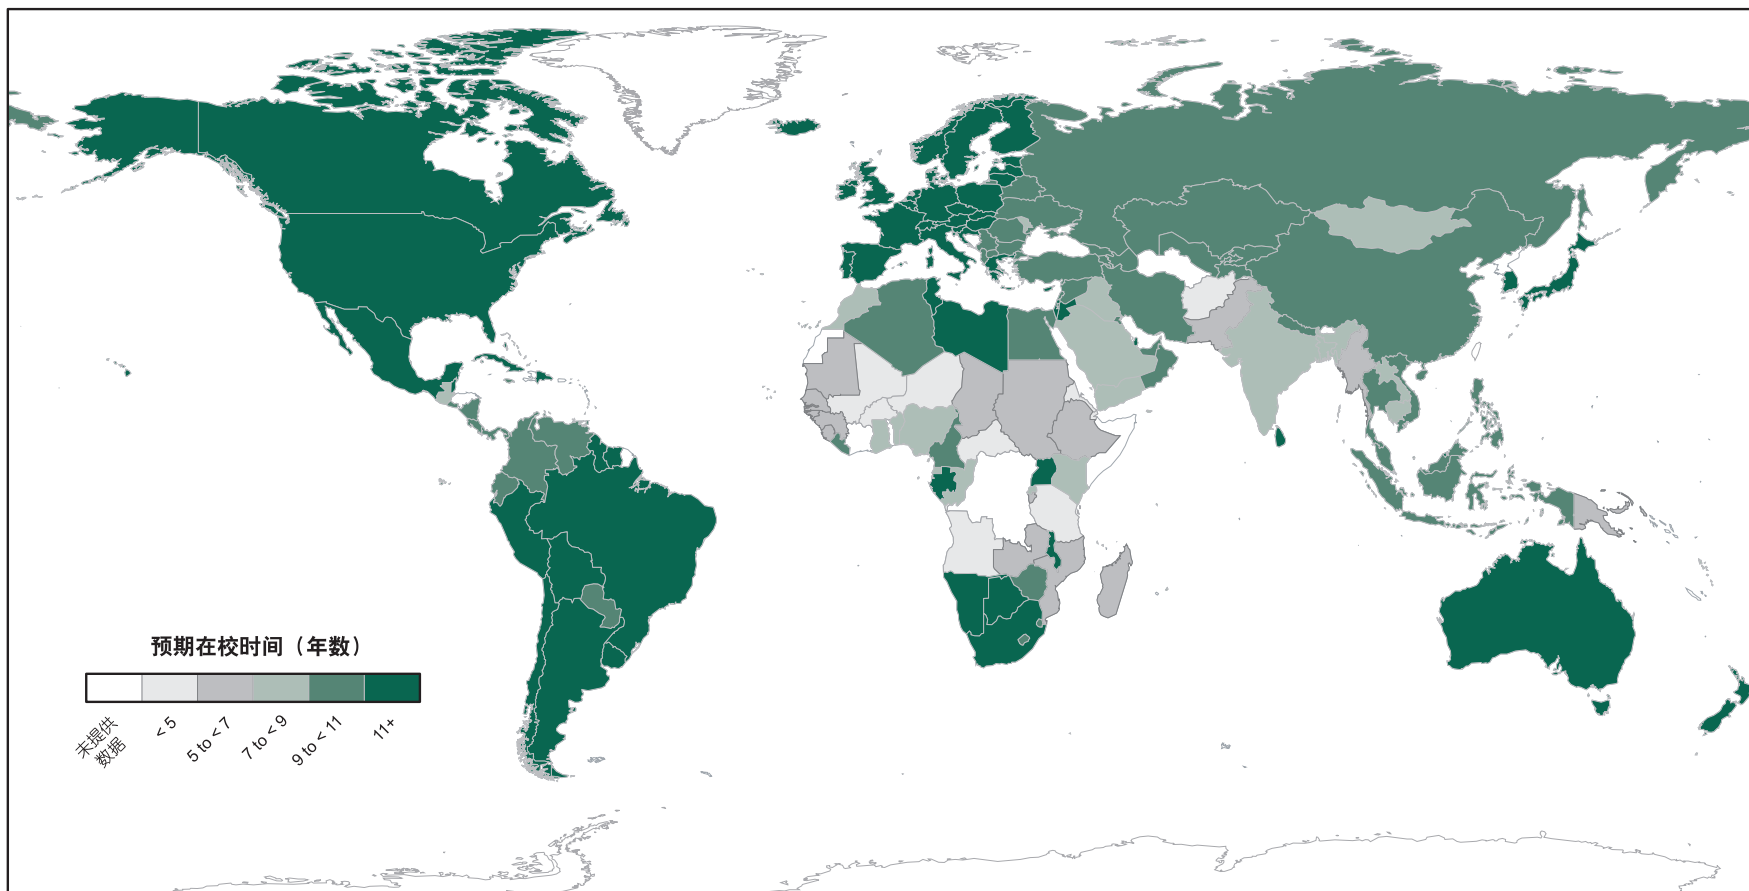 预期在校时间（年数）
未提供
数据
< 5
5 to < 7
7 to < 9
9 to < 11
11+